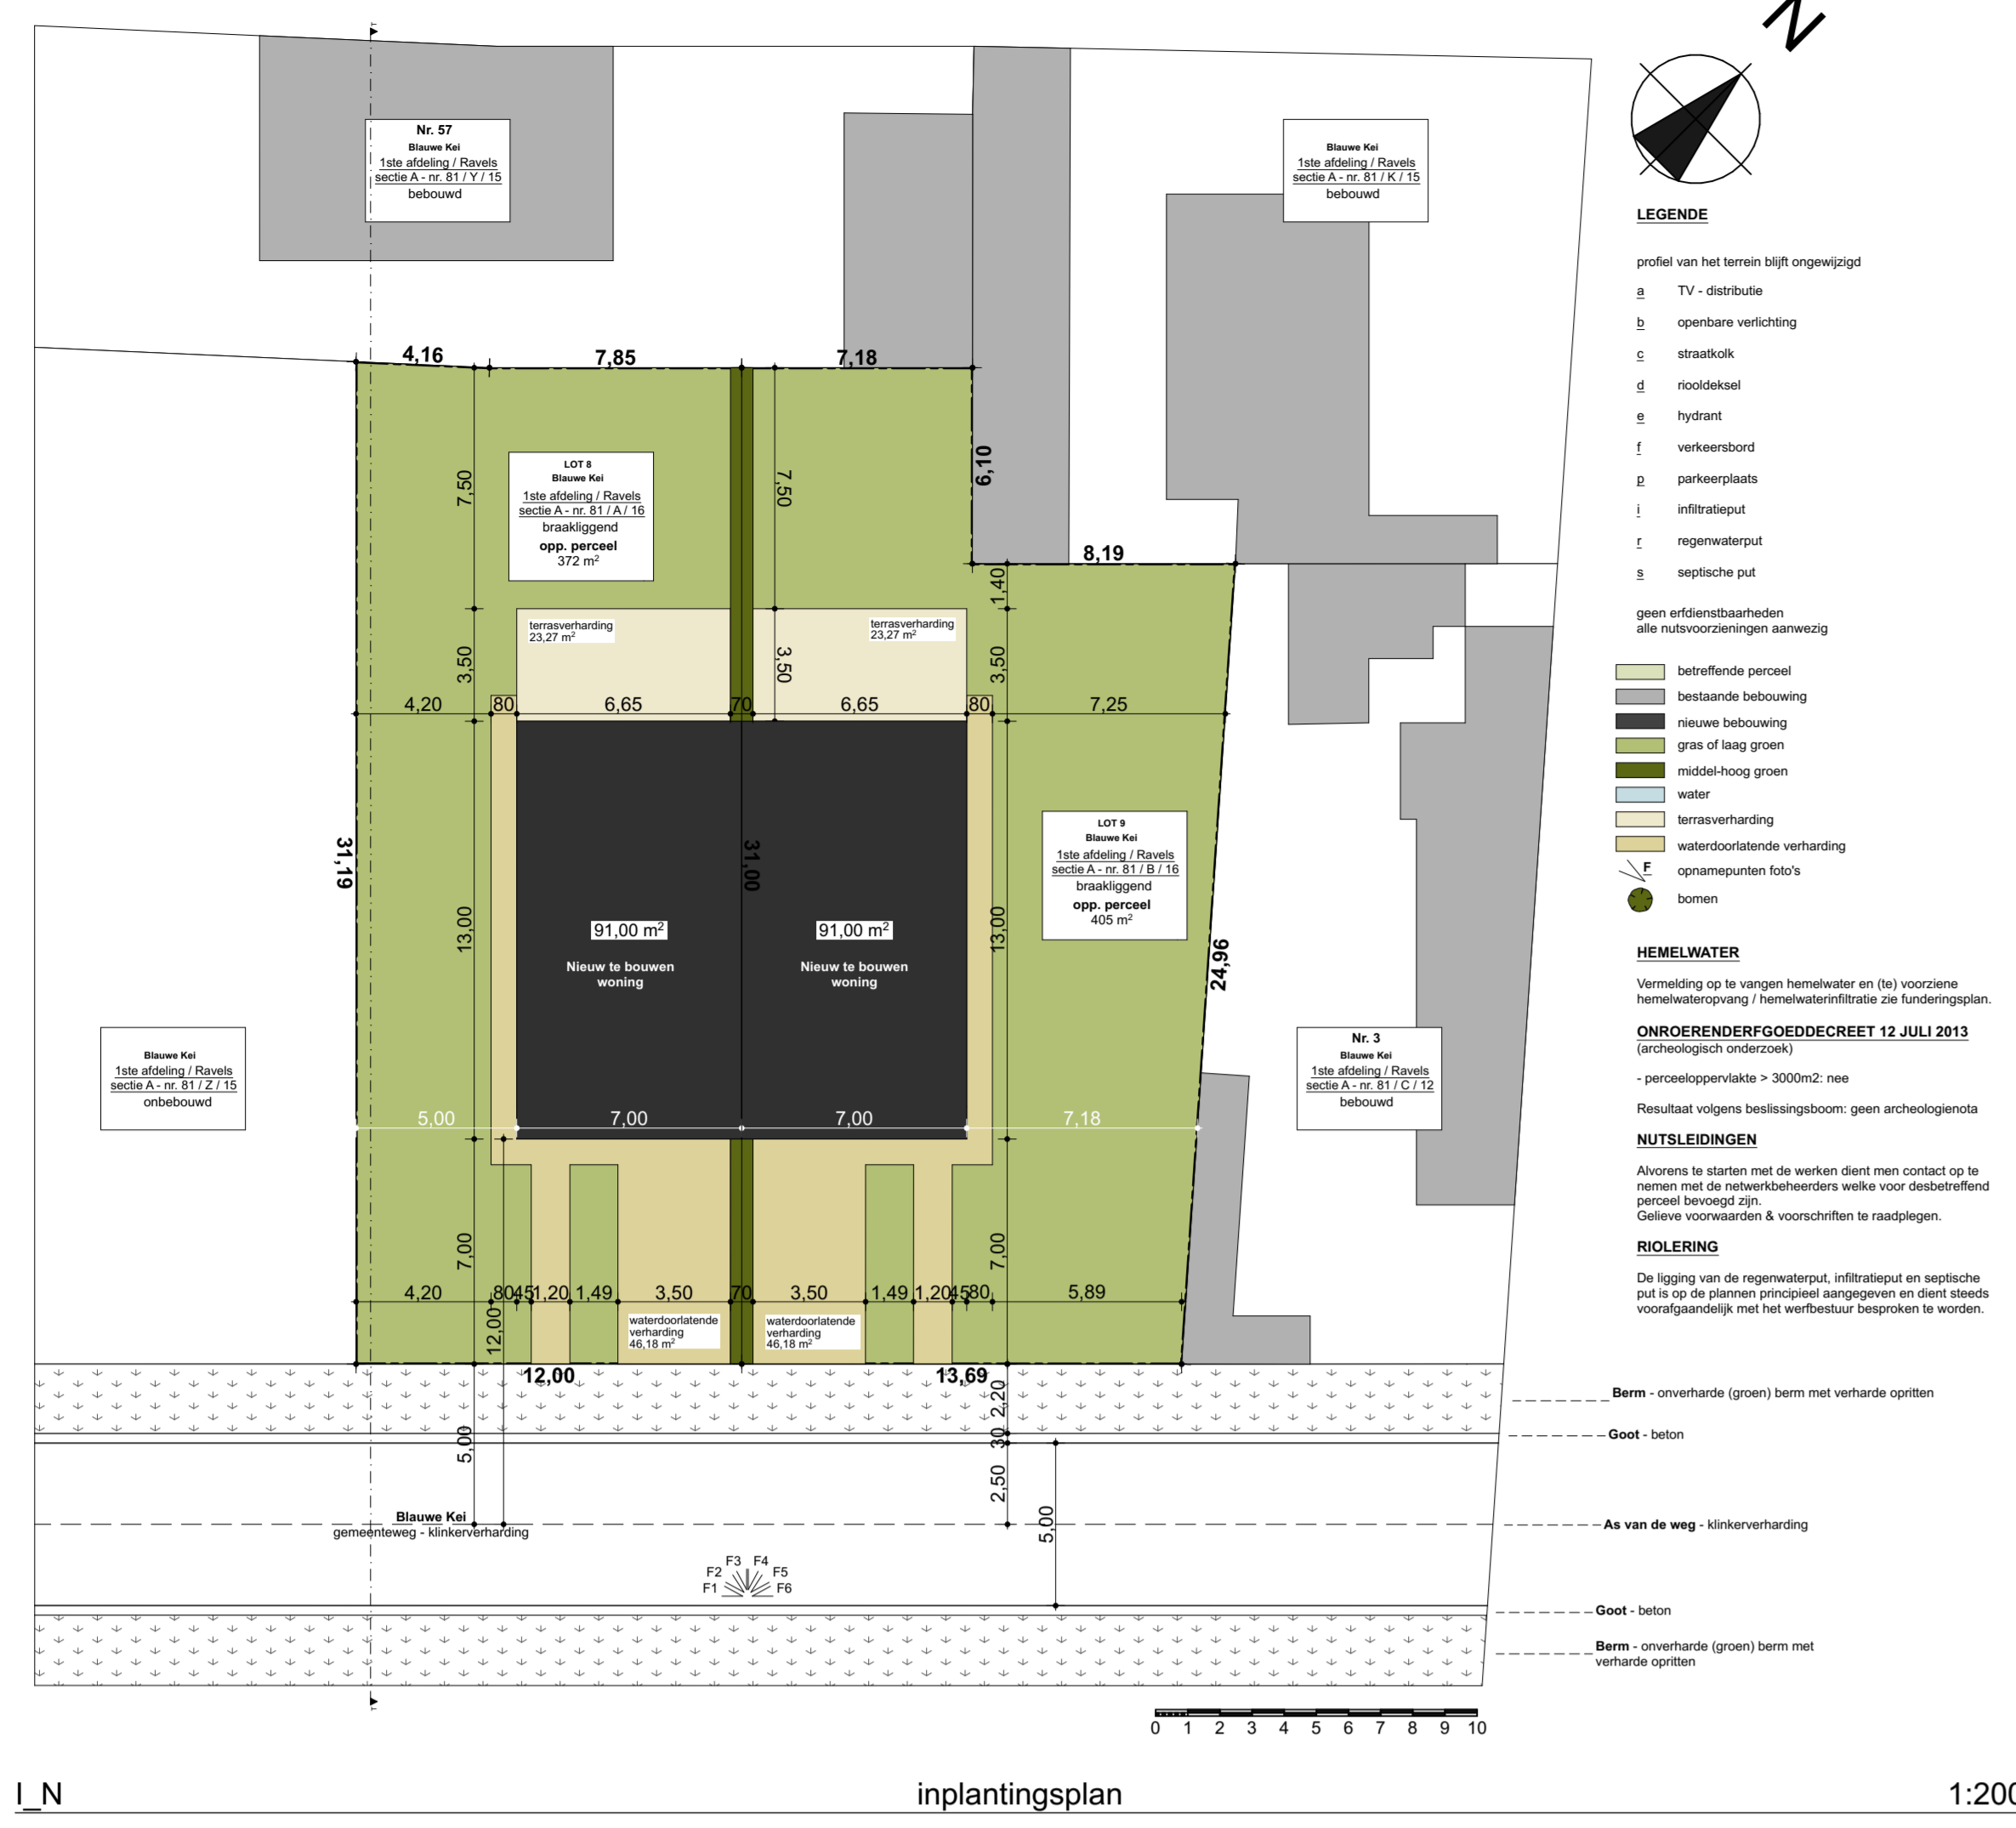 N
Nr. 57
Blauwe Kei
1ste afdeling / Ravels
sectie A - nr. 81 / Y / 15
bebouwd
Blauwe Kei
1ste afdeling / Ravels
sectie A - nr. 81 / K / 15
bebouwd
4,16
7,85
7,18
6,10
8,19
7,50
7,50
1,40
LOT 8
Blauwe Kei
1ste afdeling / Ravels
sectie A - nr. 81 / A / 16
braakliggend
opp. perceel
372 m²
terrasverharding
23,27 m²
terrasverharding
23,27 m²
3,50
3,50
3,50
4,20
80
6,65
70
6,65
80
7,25
31,19
31,00
13,00
13,00
24,96
LOT 9
Blauwe Kei
1ste afdeling / Ravels
sectie A - nr. 81 / B / 16
braakliggend
opp. perceel
405 m²
91,00 m²
Nieuw te bouwen
woning
91,00 m²
Nieuw te bouwen
woning
Blauwe Kei
1ste afdeling / Ravels
sectie A - nr. 81 / Z / 15
onbebouwd
Nr. 3
Blauwe Kei
1ste afdeling / Ravels
sectie A - nr. 81 / C / 12
bebouwd
5,00
7,00
7,00
7,18
7,00
7,00
4,20
80
45
1,20
1,49
3,50
70
3,50
1,49
1,20
45
80
5,89
12,00
waterdoorlatende
verharding
46,18 m²
waterdoorlatende
verharding
46,18 m²
12,00
13,69
5,00
2,20
30
2,50
5,00
Blauwe Kei
gemeenteweg - klinkerverharding
F1
F2
F3
F4
F5
F6
LEGENDE
profiel van het terrein blijft ongewijzigd
a TV - distributie
b openbare verlichting
c straatkolk
d riooldeksel
e hydrant
f verkeersbord
p parkeerplaats
i infiltratieput
r regenwaterput
s septische put
geen erfdienstbaarheden
alle nutsvoorzieningen aanwezig
betreffende perceel
bestaande bebouwing
nieuwe bebouwing
gras of laag groen
middel-hoog groen
water
terrasverharding
waterdoorlatende verharding
F opnamepunten foto's
bomen
HEMELWATER
Vermelding op te vangen hemelwater en (te) voorziene
hemelwateropvang / hemelwaterinfiltratie zie funderingsplan.
ONROERENDERFGOEDDECREET 12 JULI 2013
(archeologisch onderzoek)
- perceeloppervlakte > 3000m2: nee
Resultaat volgens beslissingsboom: geen archeologienota
NUTSLEIDINGEN
Alvorens te starten met de werken dient men contact op te
nemen met de netwerkbeheerders welke voor desbetreffend
perceel bevoegd zijn.
Gelieve voorwaarden & voorschriften te raadplegen.
RIOLERING
De ligging van de regenwaterput, infiltratieput en septische
put is op de plannen principieel aangegeven en dient steeds
voorafgaandelijk met het werfbestuur besproken te worden.
Berm - onverharde (groen) berm met verharde opritten
Goot - beton
As van de weg - klinkerverharding
Goot - beton
Berm - onverharde (groen) berm met
verharde opritten
0 1 2 3 4 5 6 7 8 9 10
I_N
inplantingsplan
1:200